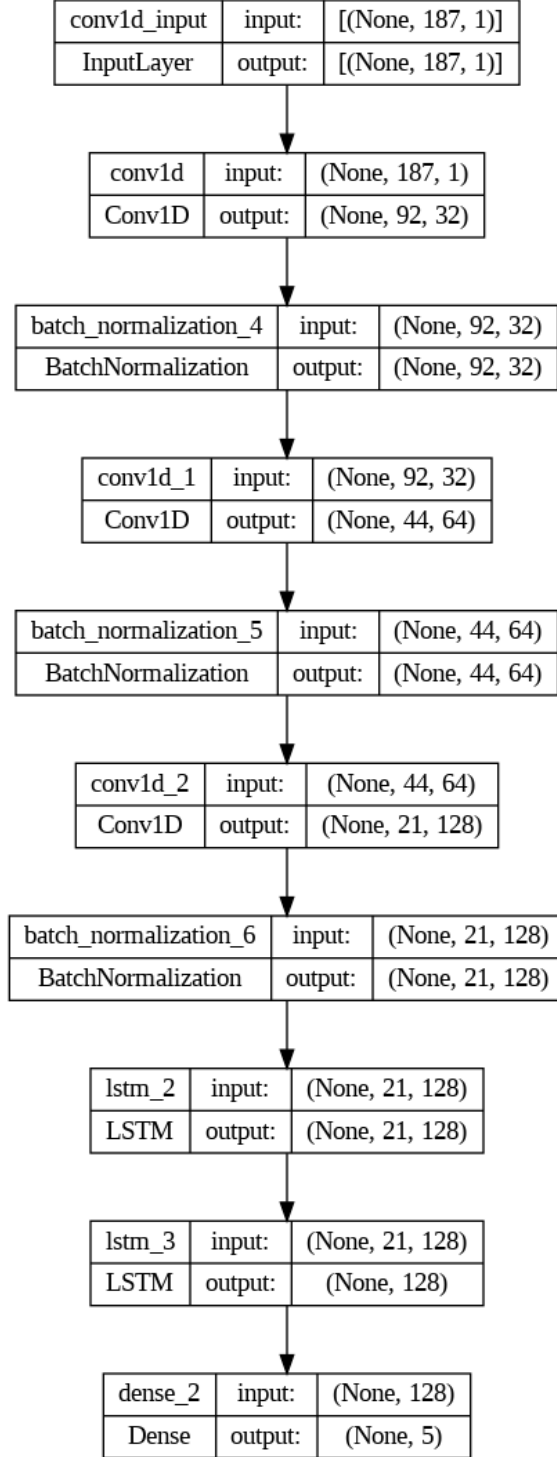 conv1d_input input: [(None, 187, 1)]
InputLayer output: [(None, 187, 1)]
conv1d input: (None, 187, 1)
Conv1D output: (None, 92, 32)
batch_normalization_4 input: (None, 92, 32)
BatchNormalization output: (None, 92, 32)
conv1d_1 input: (None, 92, 32)
Conv1D output: (None, 44, 64)
batch_normalization_5 input: (None, 44, 64)
BatchNormalization output: (None, 44, 64)
conv1d_2 input: (None, 44, 64)
Conv1D output: (None, 21, 128)
batch_normalization_6 input: (None, 21, 128)
BatchNormalization output: (None, 21, 128)
lstm_2 input: (None, 21, 128)
LSTM output: (None, 21, 128)
lstm_3 input: (None, 21, 128)
LSTM output: (None, 128)
dense_2 input: (None, 128)
Dense output: (None, 5)